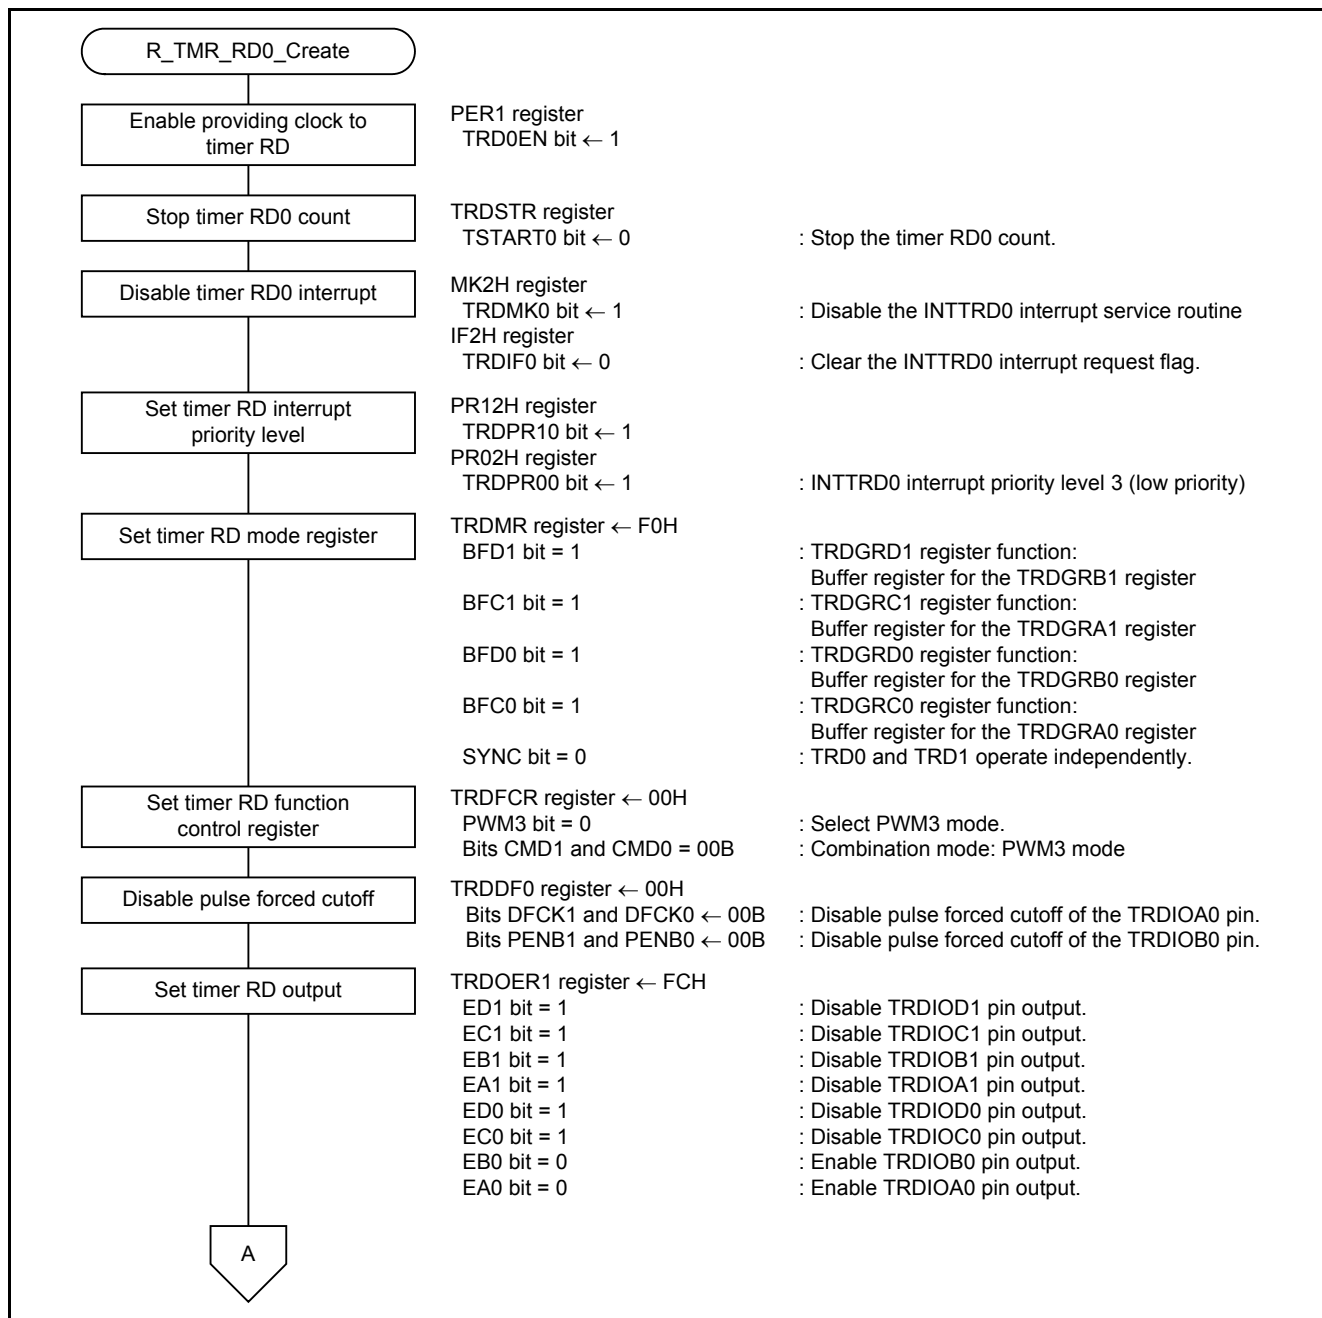 R_TMR_RD0_Create
Enable providing clock to
timer RD
PER1 register
TRD0EN bit ← 1
Stop timer RD0 count
TRDSTR register
TSTART0 bit ← 0 : Stop the timer RD0 count.
Disable timer RD0 interrupt
MK2H register
TRDMK0 bit ← 1 : Disable the INTTRD0 interrupt service routine
IF2H register
TRDIF0 bit ← 0 : Clear the INTTRD0 interrupt request flag.
Set timer RD interrupt
priority level
PR12H register
TRDPR10 bit ← 1
PR02H register
TRDPR00 bit ← 1 : INTTRD0 interrupt priority level 3 (low priority)
Set timer RD mode register
TRDMR register ← F0H
BFD1 bit = 1 : TRDGRD1 register function:
Buffer register for the TRDGRB1 register
BFC1 bit = 1 : TRDGRC1 register function:
Buffer register for the TRDGRA1 register
BFD0 bit = 1 : TRDGRD0 register function:
Buffer register for the TRDGRB0 register
BFC0 bit = 1 : TRDGRC0 register function:
Buffer register for the TRDGRA0 register
SYNC bit = 0 : TRD0 and TRD1 operate independently.
Set timer RD function
control register
TRDFCR register ← 00H
PWM3 bit = 0 : Select PWM3 mode.
Bits CMD1 and CMD0 = 00B : Combination mode: PWM3 mode
Disable pulse forced cutoff
TRDDF0 register ← 00H
Bits DFCK1 and DFCK0 ← 00B : Disable pulse forced cutoff of the TRDIOA0 pin.
Bits PENB1 and PENB0 ← 00B : Disable pulse forced cutoff of the TRDIOB0 pin.
Set timer RD output
TRDOER1 register ← FCH
ED1 bit = 1 : Disable TRDIOD1 pin output.
EC1 bit = 1 : Disable TRDIOC1 pin output.
EB1 bit = 1 : Disable TRDIOB1 pin output.
EA1 bit = 1 : Disable TRDIOA1 pin output.
ED0 bit = 1 : Disable TRDIOD0 pin output.
EC0 bit = 1 : Disable TRDIOC0 pin output.
EB0 bit = 0 : Enable TRDIOB0 pin output.
EA0 bit = 0 : Enable TRDIOA0 pin output.
A